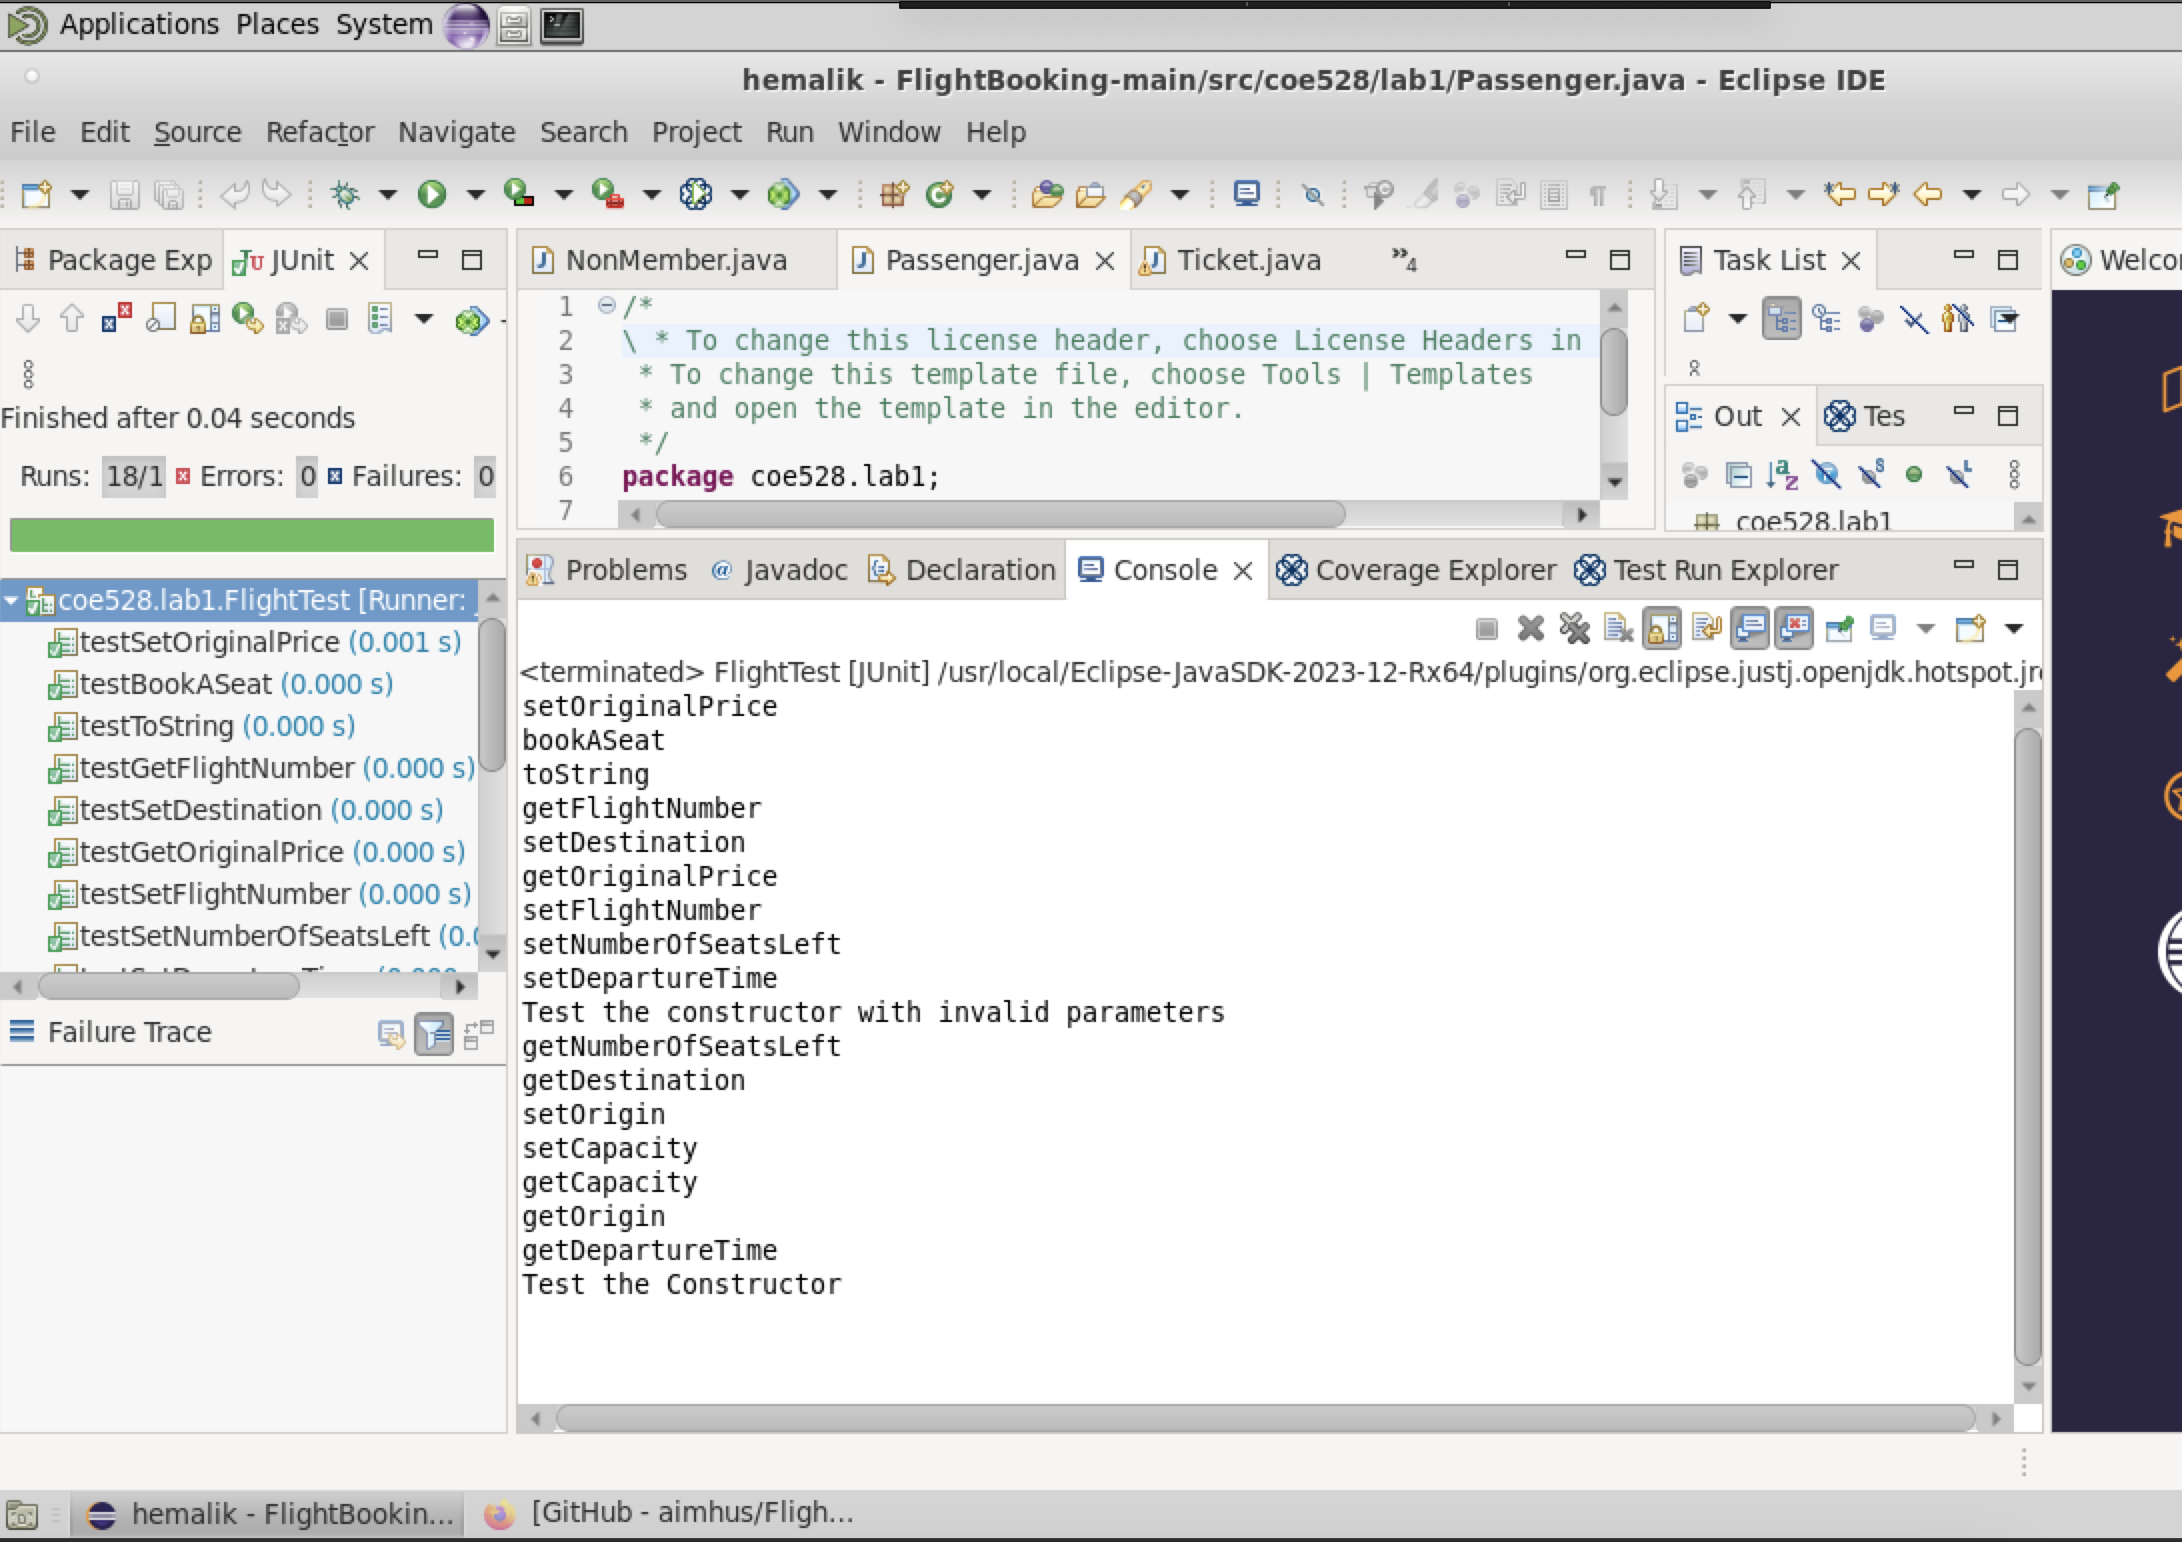 Applications Places System
hemalik - FlightBooking-main/src/coe528/lab1/Passenger.java - Eclipse IDE
File Edit Source Refactor Navigate Search Project Run Window Help
Package Exp JUnit
Finished after 0.04 seconds
Runs: 18/1 Errors: 0 Failures: 0
coe528.lab1.FlightTest [Runner:
testSetOriginalPrice (0.001 s)
testBookASeat (0.000 s)
testToString (0.000 s)
testGetFlightNumber (0.000 s)
testSetDestination (0.000 s)
testGetOriginalPrice (0.000 s)
testSetFlightNumber (0.000 s)
testSetNumberOfSeatsLeft (0.0
Failure Trace
NonMember.java Passenger.java Ticket.java »4
1 /*
2 \ * To change this license header, choose License Headers in
3 * To change this template file, choose Tools | Templates
4 * and open the template in the editor.
5 */
6 package coe528.lab1;
7
Task List
Out Tes
coe528.lab1
Welco
Problems @ Javadoc Declaration Console Coverage Explorer Test Run Explorer
<terminated> FlightTest [JUnit] /usr/local/Eclipse-JavaSDK-2023-12-Rx64/plugins/org.eclipse.justj.openjdk.hotspot.jr
setOriginalPrice
bookASeat
toString
getFlightNumber
setDestination
getOriginalPrice
setFlightNumber
setNumberOfSeatsLeft
setDepartureTime
Test the constructor with invalid parameters
getNumberOfSeatsLeft
getDestination
setOrigin
setCapacity
getCapacity
getOrigin
getDepartureTime
Test the Constructor
hemalik - FlightBookin... [GitHub - aimhus/Fligh...